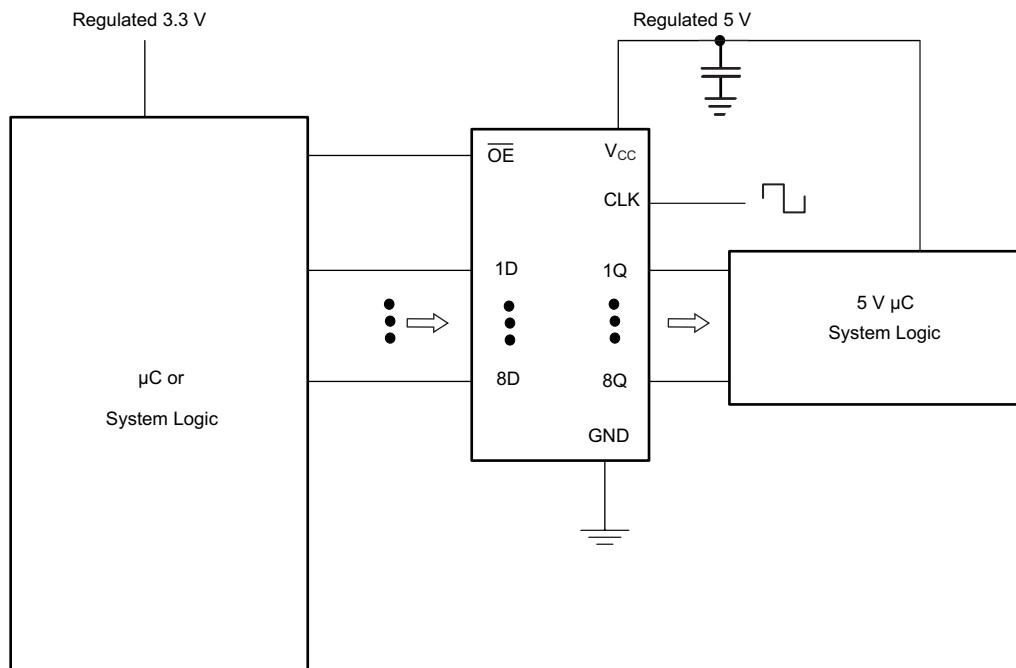 Regulated 3.3 V
Regulated 5 V
OE
VCC
CLK
1D
1Q
8D
8Q
GND
µC or
System Logic
5 V µC
System Logic